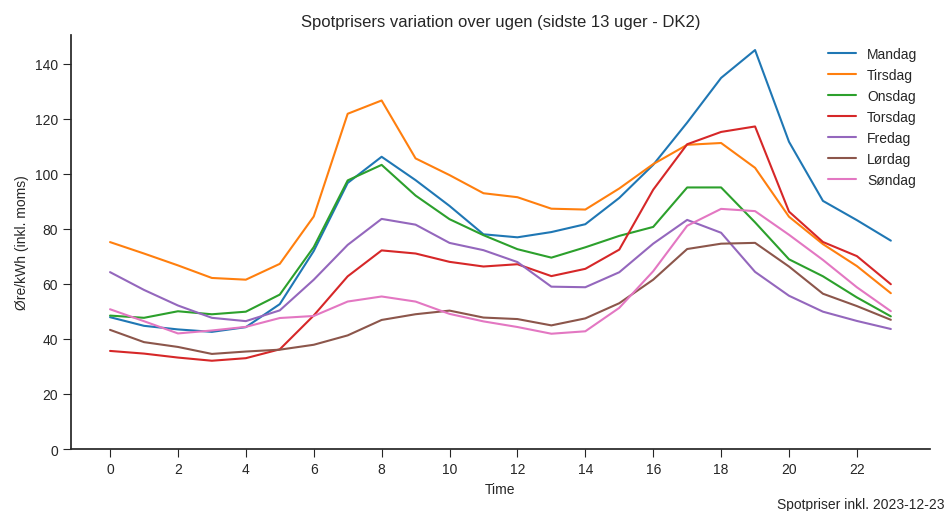 Spotprisers variation over uger (sidste 13 uger - DK2)
Øre/kWh (inkl. moms)
140
120
100
80
60
40
20
0
Mandag
Tirsdag
Onsdag
Torsdag
Fredag
Lørdag
Søndag
0 2 4 6 8 10 12 14 16 18 20 22
Time
Spotpriser inkl. 2023-12-23